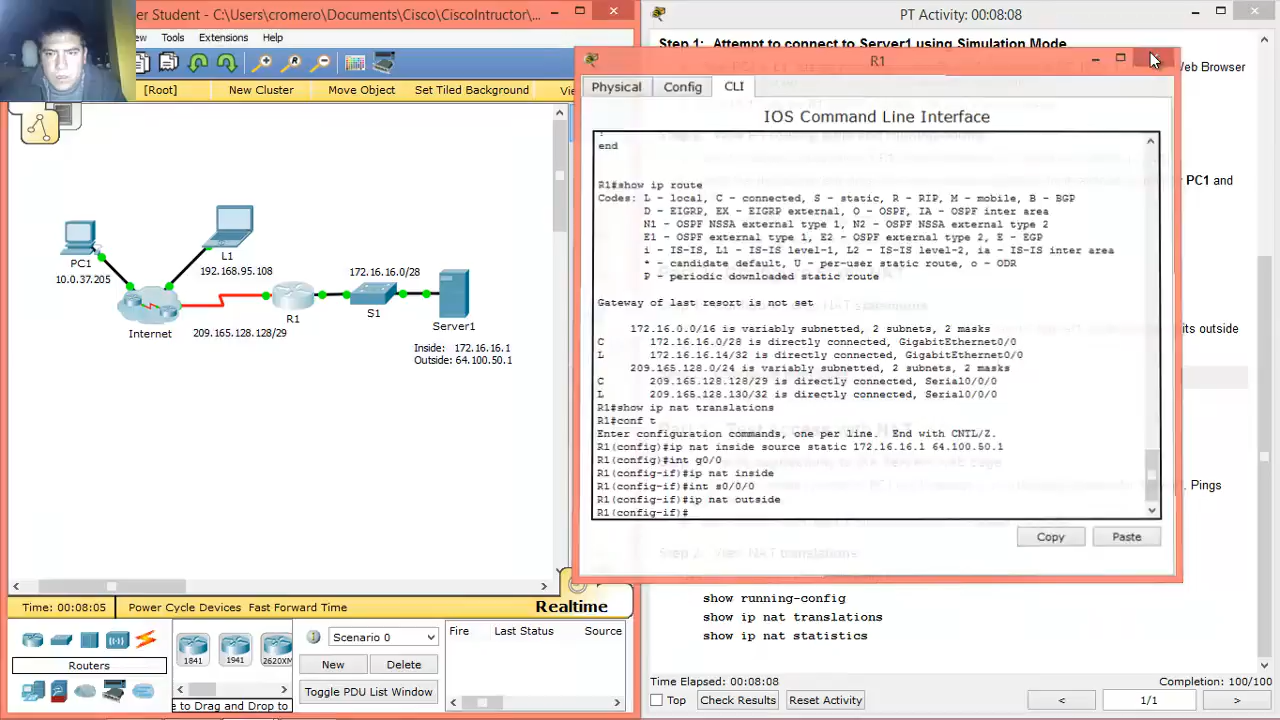 r Student - C:\Users\cromero\Documents\Cisco\CiscoIntructor\...
ew Tools Extensions Help
[Root] New Cluster Move Object Set Tiled Background Vie
PC1
10.0.37.205
L1
192.168.95.108
Internet
209.165.128.128/29
R1
172.16.16.0/28
S1
Server1
Inside: 172.16.16.1
Outside: 64.100.50.1
Time: 00:08:05 Power Cycle Devices Fast Forward Time Realtime
Routers
1841 1941 2620XM
e to Drag and Drop to
Scenario 0
New Delete
Toggle PDU List Window
Fire Last Status Source
PT Activity: 00:08:08
Step 1: Attempt to connect to Server1 using Simulation Mode
Web Browser
PC1 and
its outside
. Pings
R1
Physical Config CLI
IOS Command Line Interface
!
end
R1#show ip route
Codes: L - local, C - connected, S - static, R - RIP, M - mobile, B - BGP
D - EIGRP, EX - EIGRP external, O - OSPF, IA - OSPF inter area
N1 - OSPF NSSA external type 1, N2 - OSPF NSSA external type 2
E1 - OSPF external type 1, E2 - OSPF external type 2, E - EGP
i - IS-IS, L1 - IS-IS level-1, L2 - IS-IS level-2, ia - IS-IS inter area
* - candidate default, U - per-user static route, o - ODR
P - periodic downloaded static route
Gateway of last resort is not set
172.16.0.0/16 is variably subnetted, 2 subnets, 2 masks
C 172.16.16.0/28 is directly connected, GigabitEthernet0/0
L 172.16.16.14/32 is directly connected, GigabitEthernet0/0
209.165.128.0/24 is variably subnetted, 2 subnets, 2 masks
C 209.165.128.128/29 is directly connected, Serial0/0/0
L 209.165.128.130/32 is directly connected, Serial0/0/0
R1#show ip nat translations
R1#conf t
Enter configuration commands, one per line. End with CNTL/Z.
R1(config)#ip nat inside source static 172.16.16.1 64.100.50.1
R1(config)#int g0/0
R1(config-if)#ip nat inside
R1(config-if)#int s0/0/0
R1(config-if)#ip nat outside
R1(config-if)#
Copy Paste
Step 2: View NAT translations
show running-config
show ip nat translations
show ip nat statistics
Time Elapsed: 00:08:08 Completion: 100/100
Top Check Results Reset Activity < 1/1 >